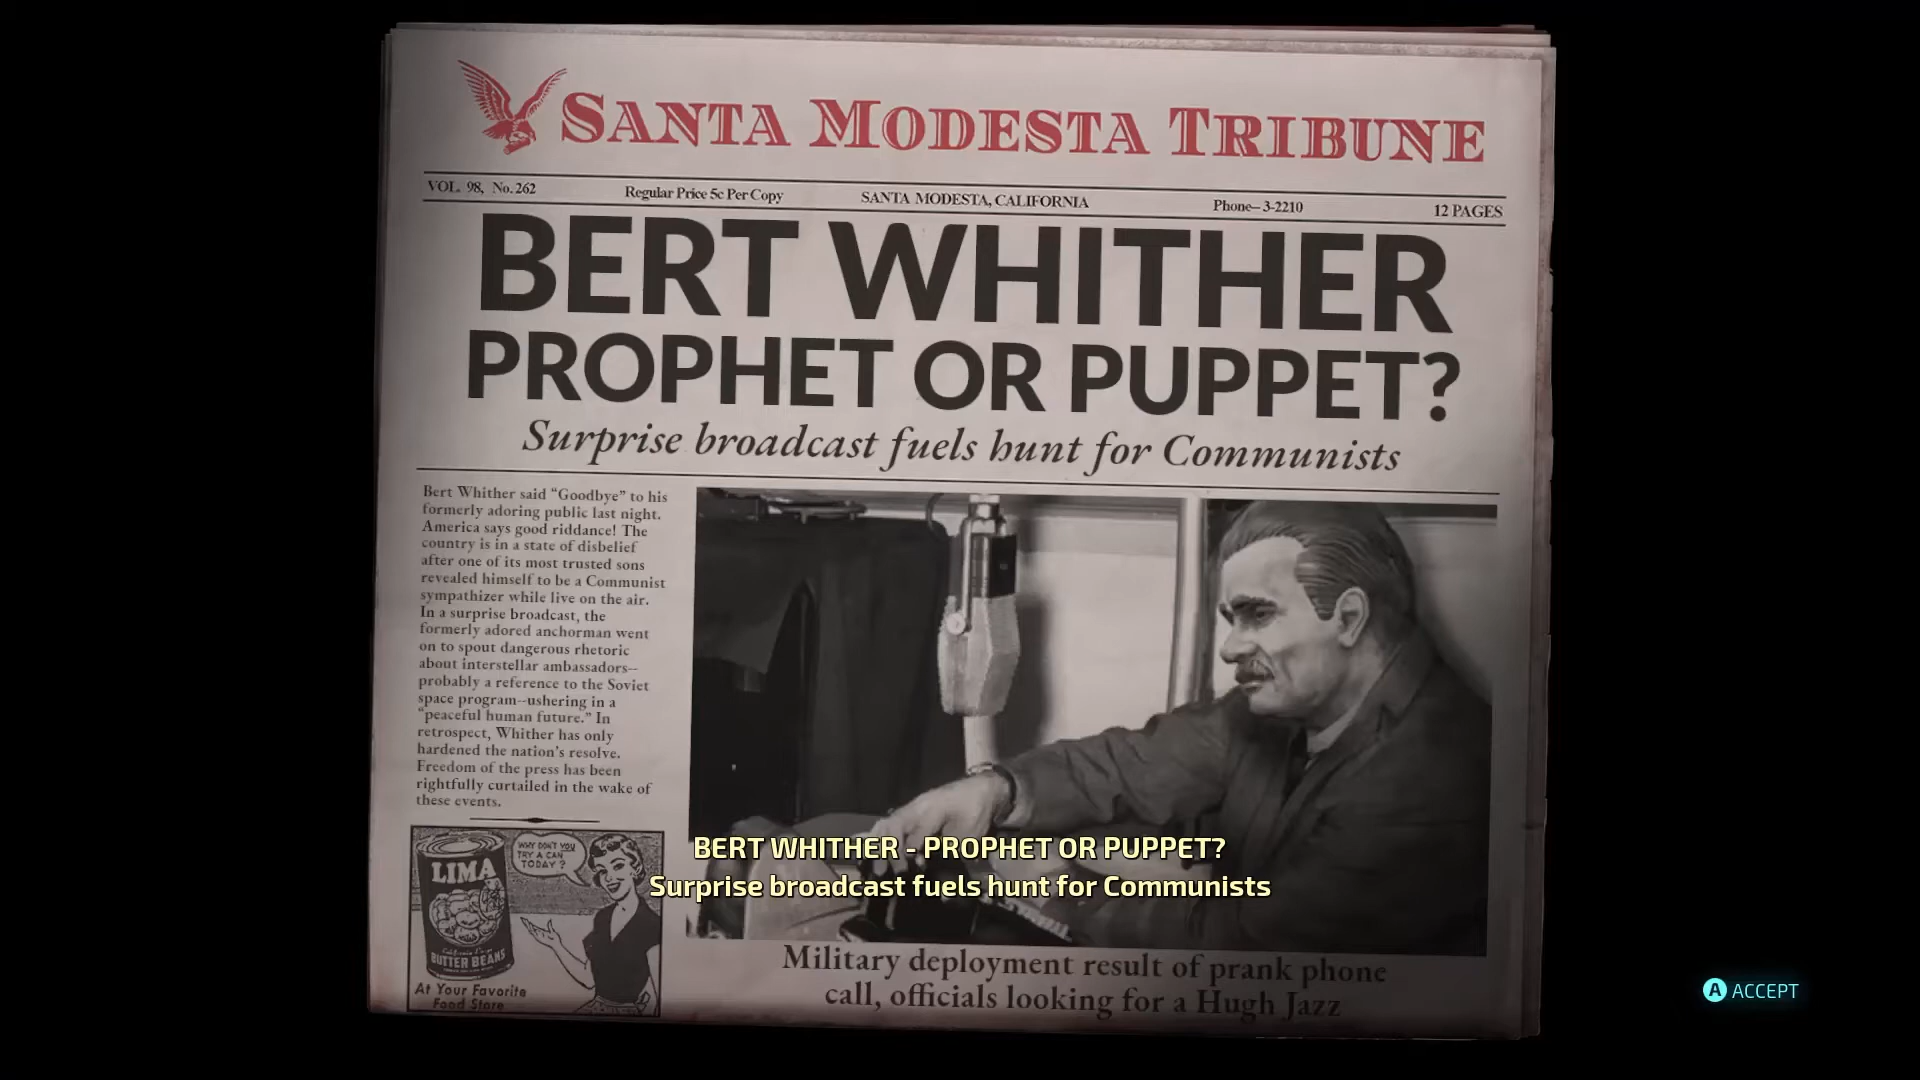 SANTA MODESTA TRIBUNE
VOL. 98, No. 262 Regular Price 5c Per Copy SANTA MODESTA, CALIFORNIA Phone– 3-2210 12 PAGES
BERT WHITHER
PROPHET OR PUPPET?
Surprise broadcast fuels hunt for Communists
Bert Whither said “Goodbye” to his
formerly adoring public last night.
America says good riddance! The
country is in a state of disbelief
after one of its most trusted sons
revealed himself to be a Communist
sympathizer while live on the air.
In a surprise broadcast, the
formerly adored anchorman went
on to spout dangerous rhetoric
about interstellar ambassadors--
probably a reference to the Soviet
space program--ushering in a
“peaceful human future.” In
retrospect, Whither has only
hardened the nation’s resolve.
Freedom of the press has been
rightfully curtailed in the wake of
these events.
WHY DON'T YOU
TRY A CAN
TODAY?
LIMA
BUTTER BEANS
At Your Favorite
Food Store
BERT WHITHER - PROPHET OR PUPPET?
Surprise broadcast fuels hunt for Communists
Military deployment result of prank phone
call, officials looking for a Hugh Jazz
A ACCEPT